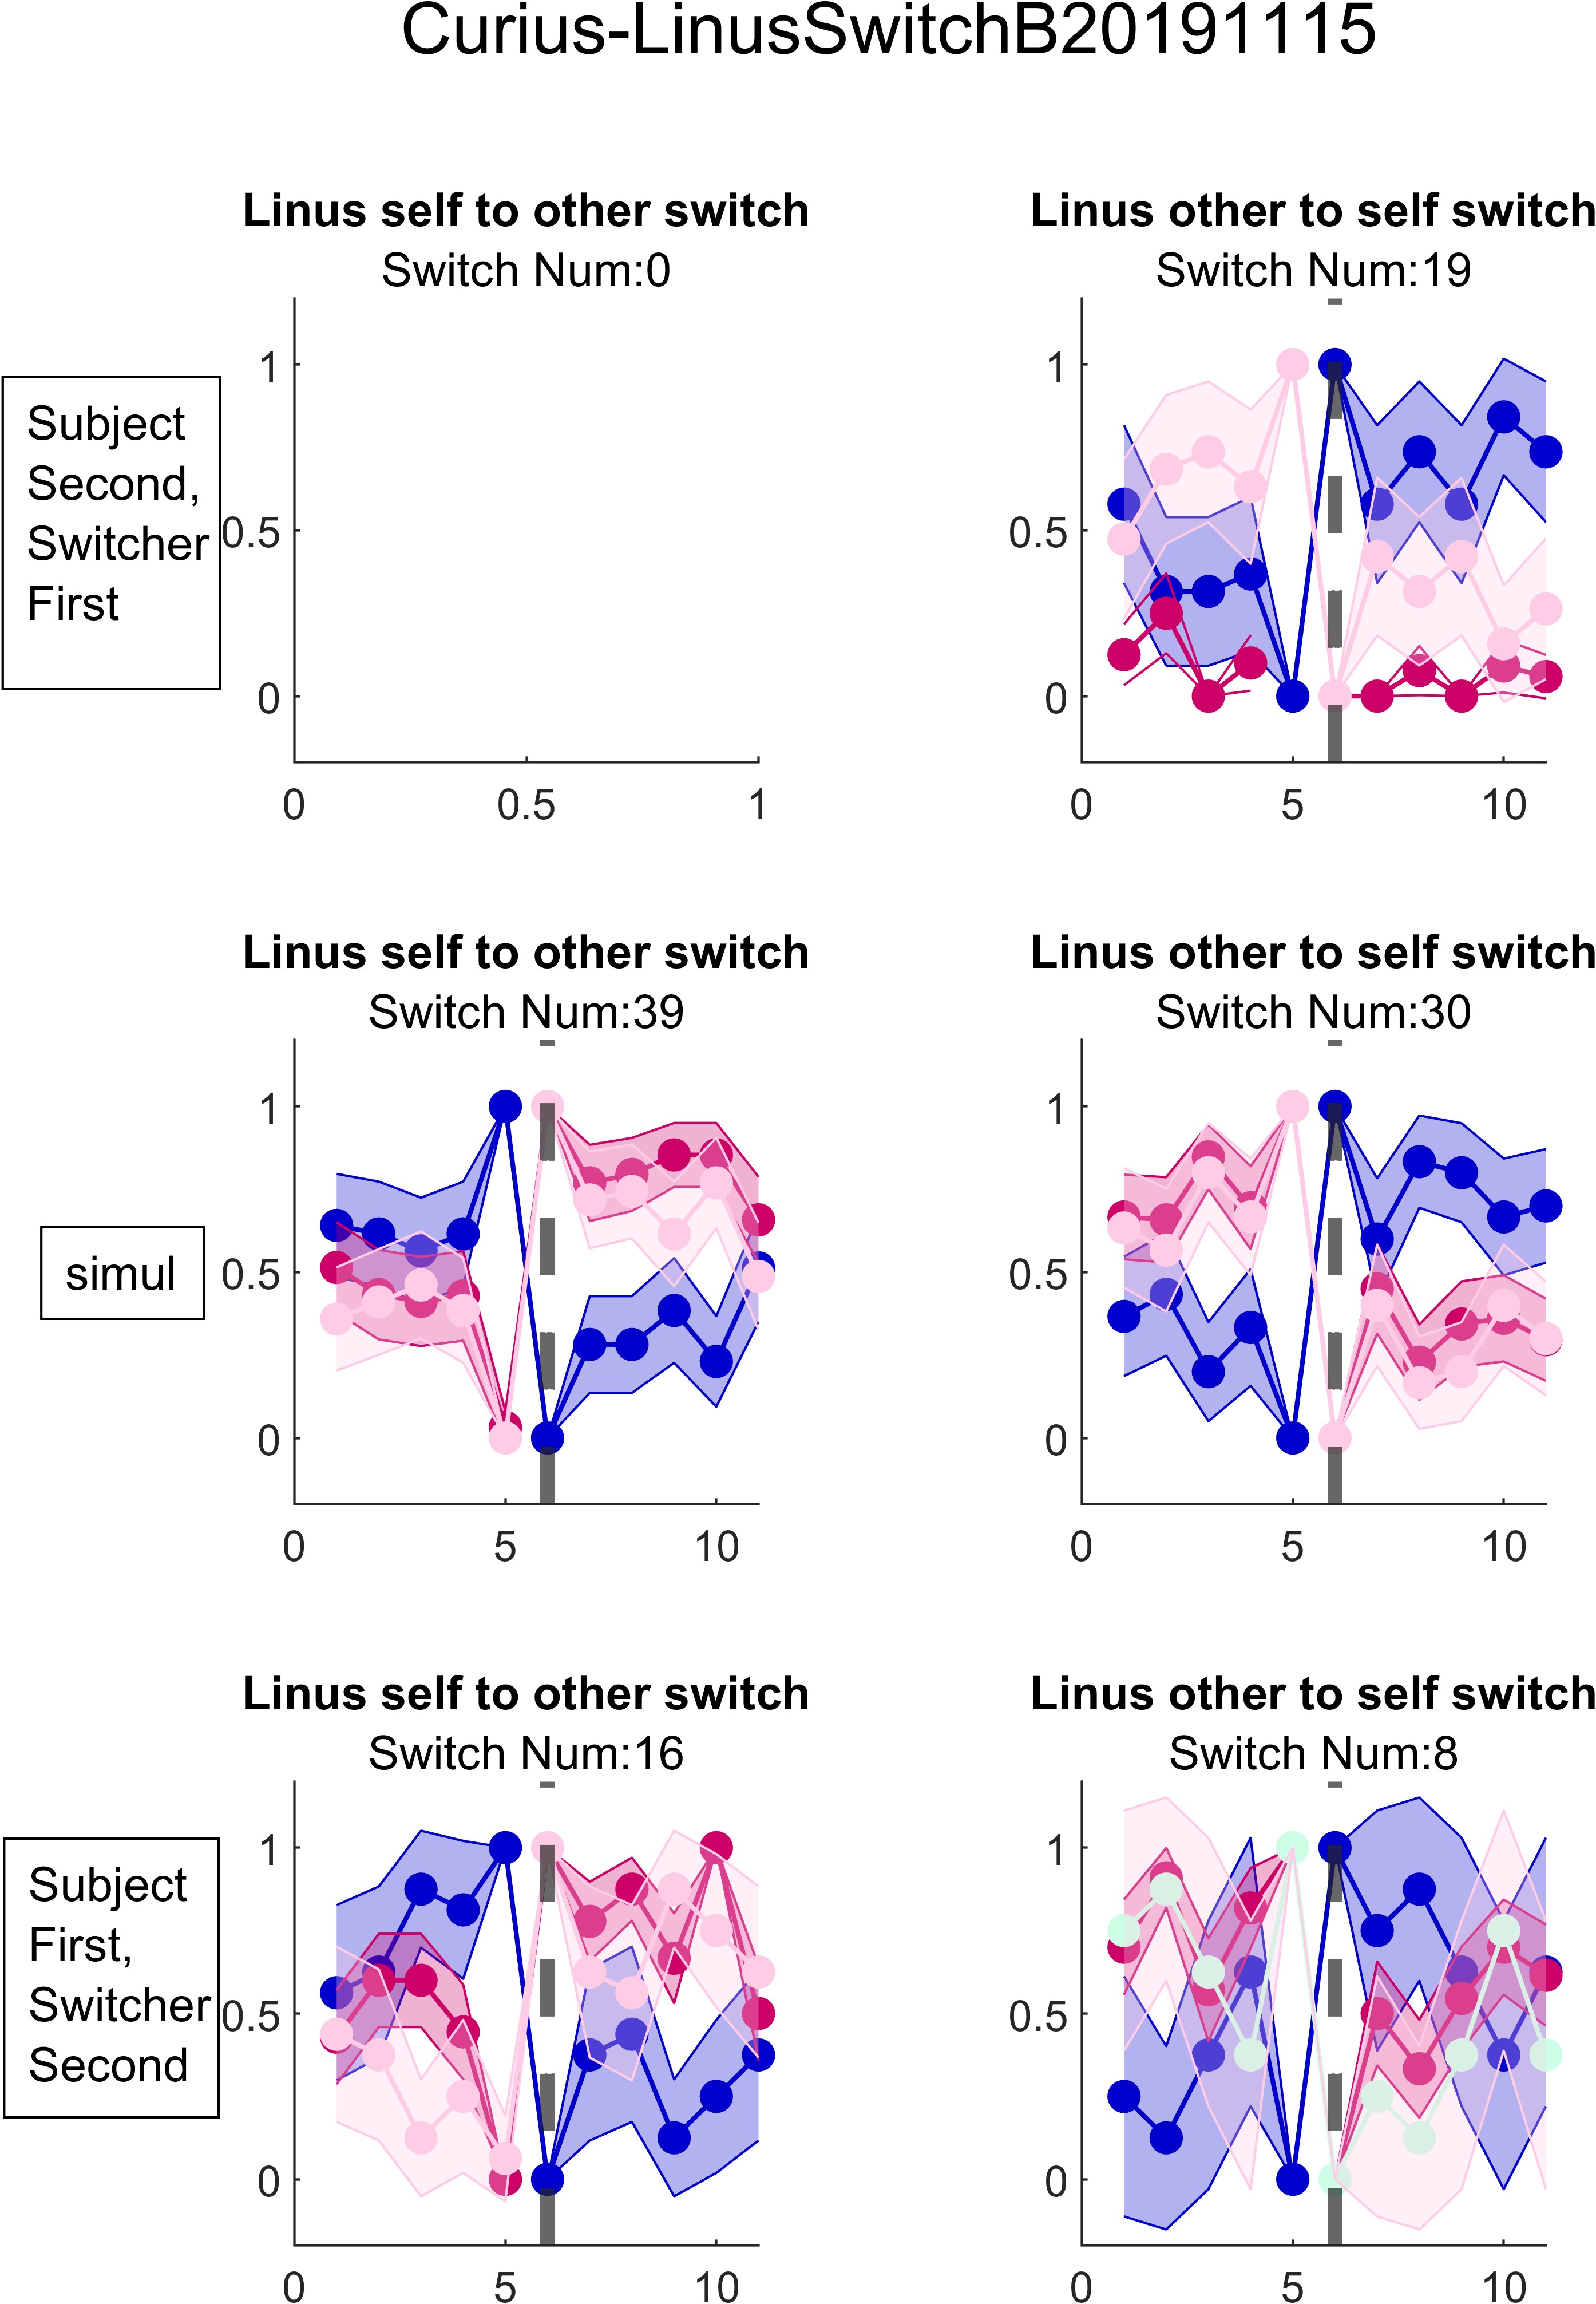 Curius-LinusSwitchB20191115
Linus self to other switch
Switch Num:0
Linus other to self switch
Switch Num:19
Subject
Second,
Switcher
First
1
0.5
0
0
0.5
1
1
0.5
0
0
5
10
Linus self to other switch
Switch Num:39
Linus other to self switch
Switch Num:30
simul
1
0.5
0
0
5
10
1
0.5
0
0
5
10
Linus self to other switch
Switch Num:16
Linus other to self switch
Switch Num:8
Subject
First,
Switcher
Second
1
0.5
0
0
5
10
1
0.5
0
0
5
10